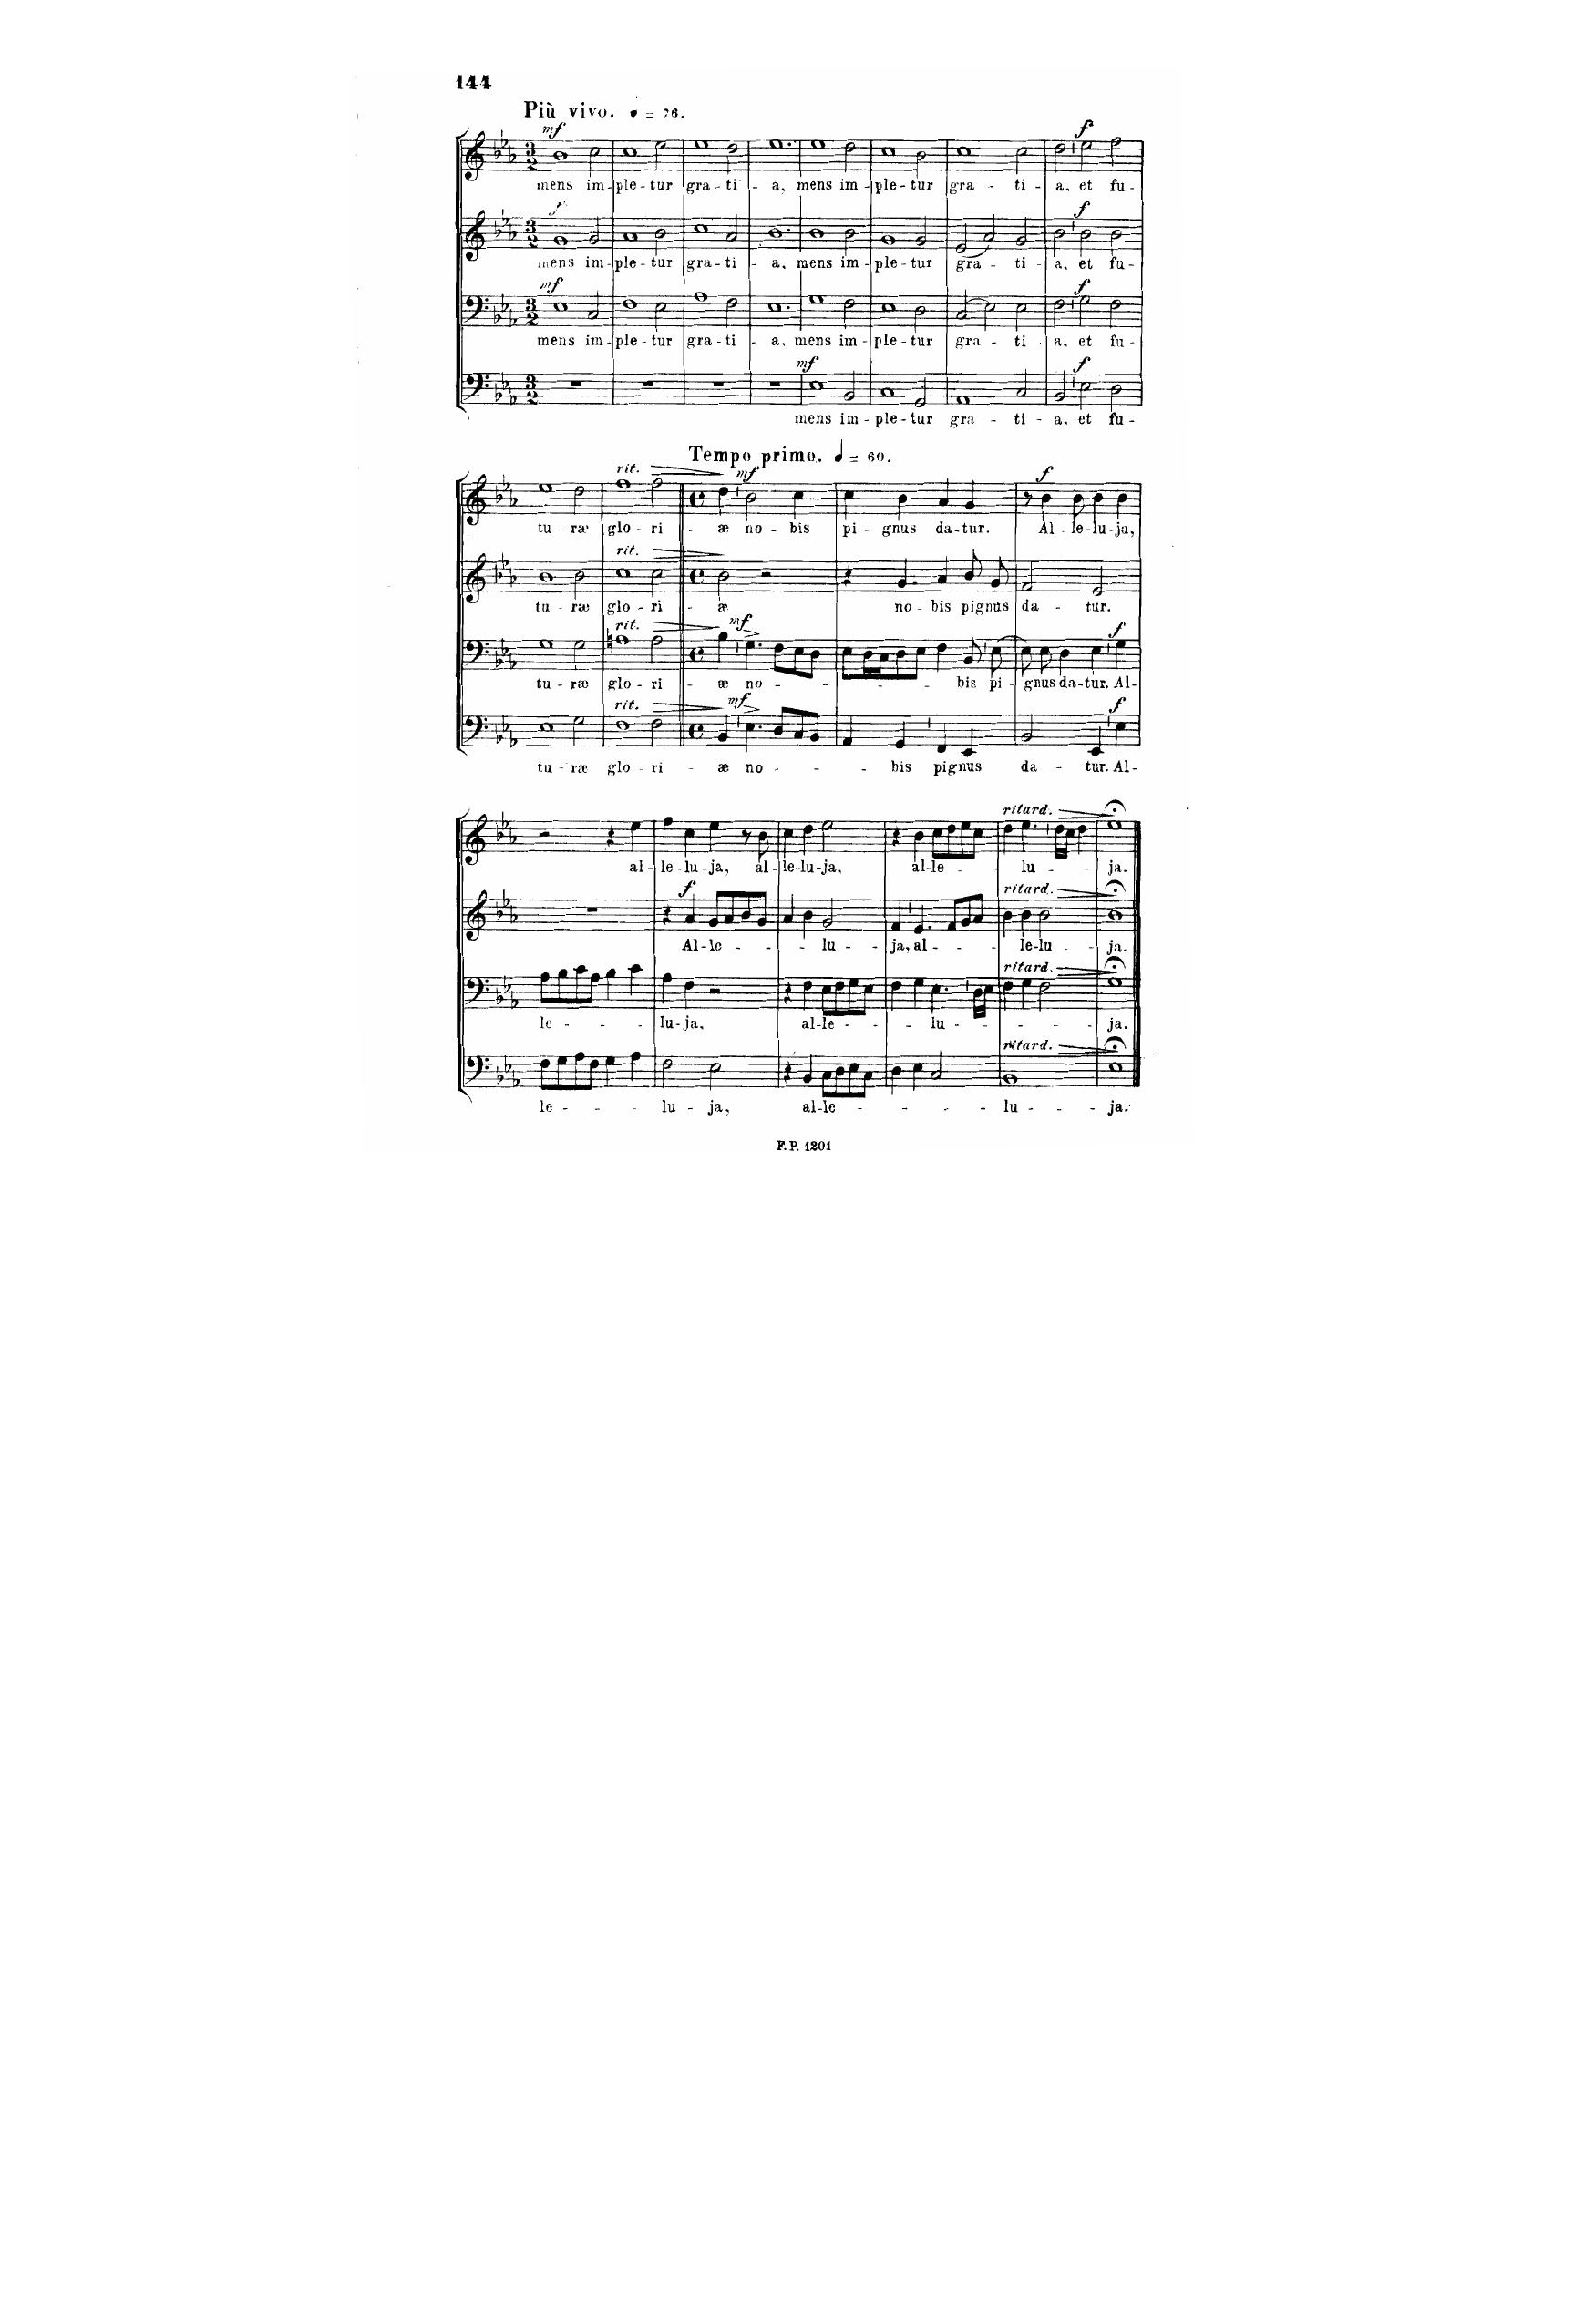 144
Più vivo. = 76.
mf
f
mens im-ple-tur gra-ti-a, mens im-ple-tur gra-ti-a, et fu-
f
mens im-ple-tur gra-ti-a, mens im-ple-tur gra-ti-a, et fu-
mf f
mens im-ple-tur gra-ti-a, mens im-ple-tur gra-ti-a, et fu-
mf f
mens im-ple-tur gra-ti-a, et fu-
Tempo primo. = 60.
rit. mf f
tu-ræ glo-ri-æ no-bis pi-gnus da-tur. Al-le-lu-ja,
rit.
tu-ræ glo-ri-æ no-bis pignus da-tur.
rit. mf f
tu-ræ glo-ri-æ no-bis pi-gnus da-tur. Al-
rit. mf f
tu-ræ glo-ri-æ no-bis pignus da-tur. Al-
ritard.
al-le-lu-ja, al-le-lu-ja, al-le-lu-ja.
f ritard.
Al-le-lu-ja, al-le-lu-ja.
ritard.
le-lu-ja, al-le-lu-ja.
ritard.
le-lu-ja, al-le-lu-ja.
F. P. 1201